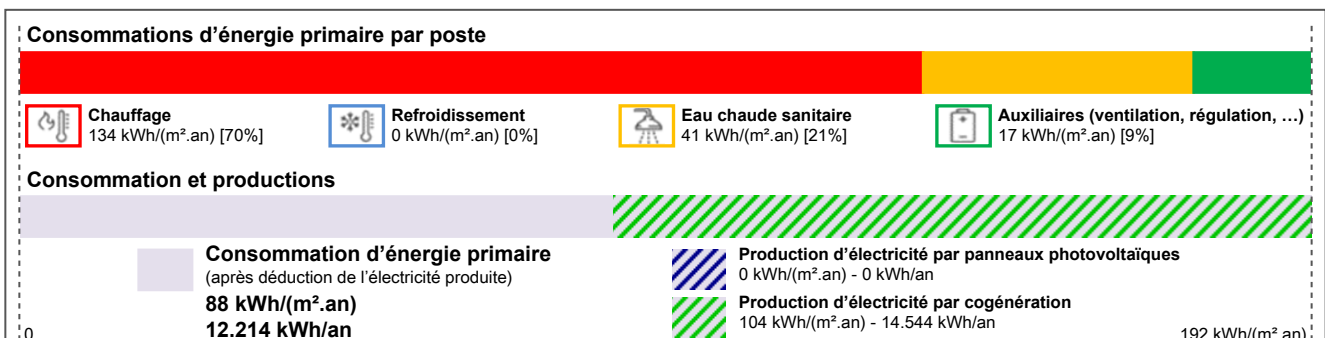 Consommations d'énergie primaire par poste
Chauffage
134 kWh/(m².an) [70%]
Refroidissement
0 kWh/(m².an) [0%]
Eau chaude sanitaire
41 kWh/(m².an) [21%]
Auxiliaires (ventilation, régulation, …)
17 kWh/(m².an) [9%]
Consommation et productions
Consommation d'énergie primaire
(après déduction de l'électricité produite)
88 kWh/(m².an)
12.214 kWh/an
Production d'électricité par panneaux photovoltaïques
0 kWh/(m².an) - 0 kWh/an
Production d'électricité par cogénération
104 kWh/(m².an) - 14.544 kWh/an
0
192 kWh/(m².an)